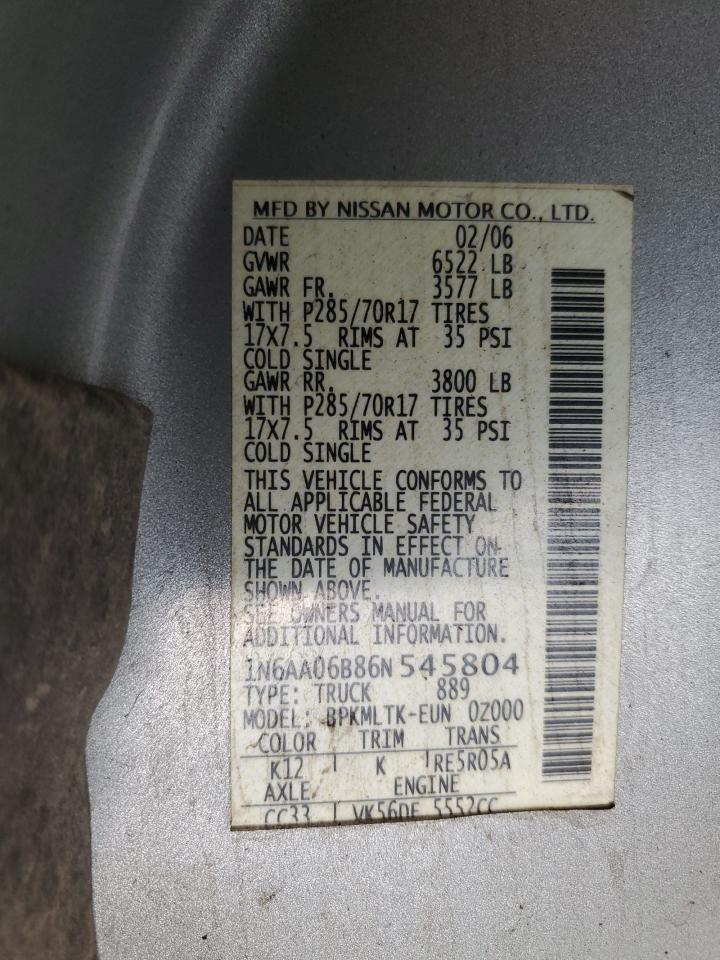 MFD BY NISSAN MOTOR CO., LTD.
DATE 02/06
GVWR 6522 LB
GAWR FR. 3577 LB
WITH P285/70R17 TIRES
17X7.5 RIMS AT 35 PSI
COLD SINGLE
GAWR RR. 3800 LB
WITH P285/70R17 TIRES
17X7.5 RIMS AT 35 PSI
COLD SINGLE
THIS VEHICLE CONFORMS TO
ALL APPLICABLE FEDERAL
MOTOR VEHICLE SAFETY
STANDARDS IN EFFECT ON
THE DATE OF MANUFACTURE
SHOWN ABOVE.
SEE OWNERS MANUAL FOR
ADDITIONAL INFORMATION.
1N6AA06B86N545804
TYPE: TRUCK 889
MODEL: BPKMLTK-EUN 0Z000
COLOR TRIM TRANS
K12 K RE5R05A
AXLE ENGINE
CC33 VK56DE 5552CC